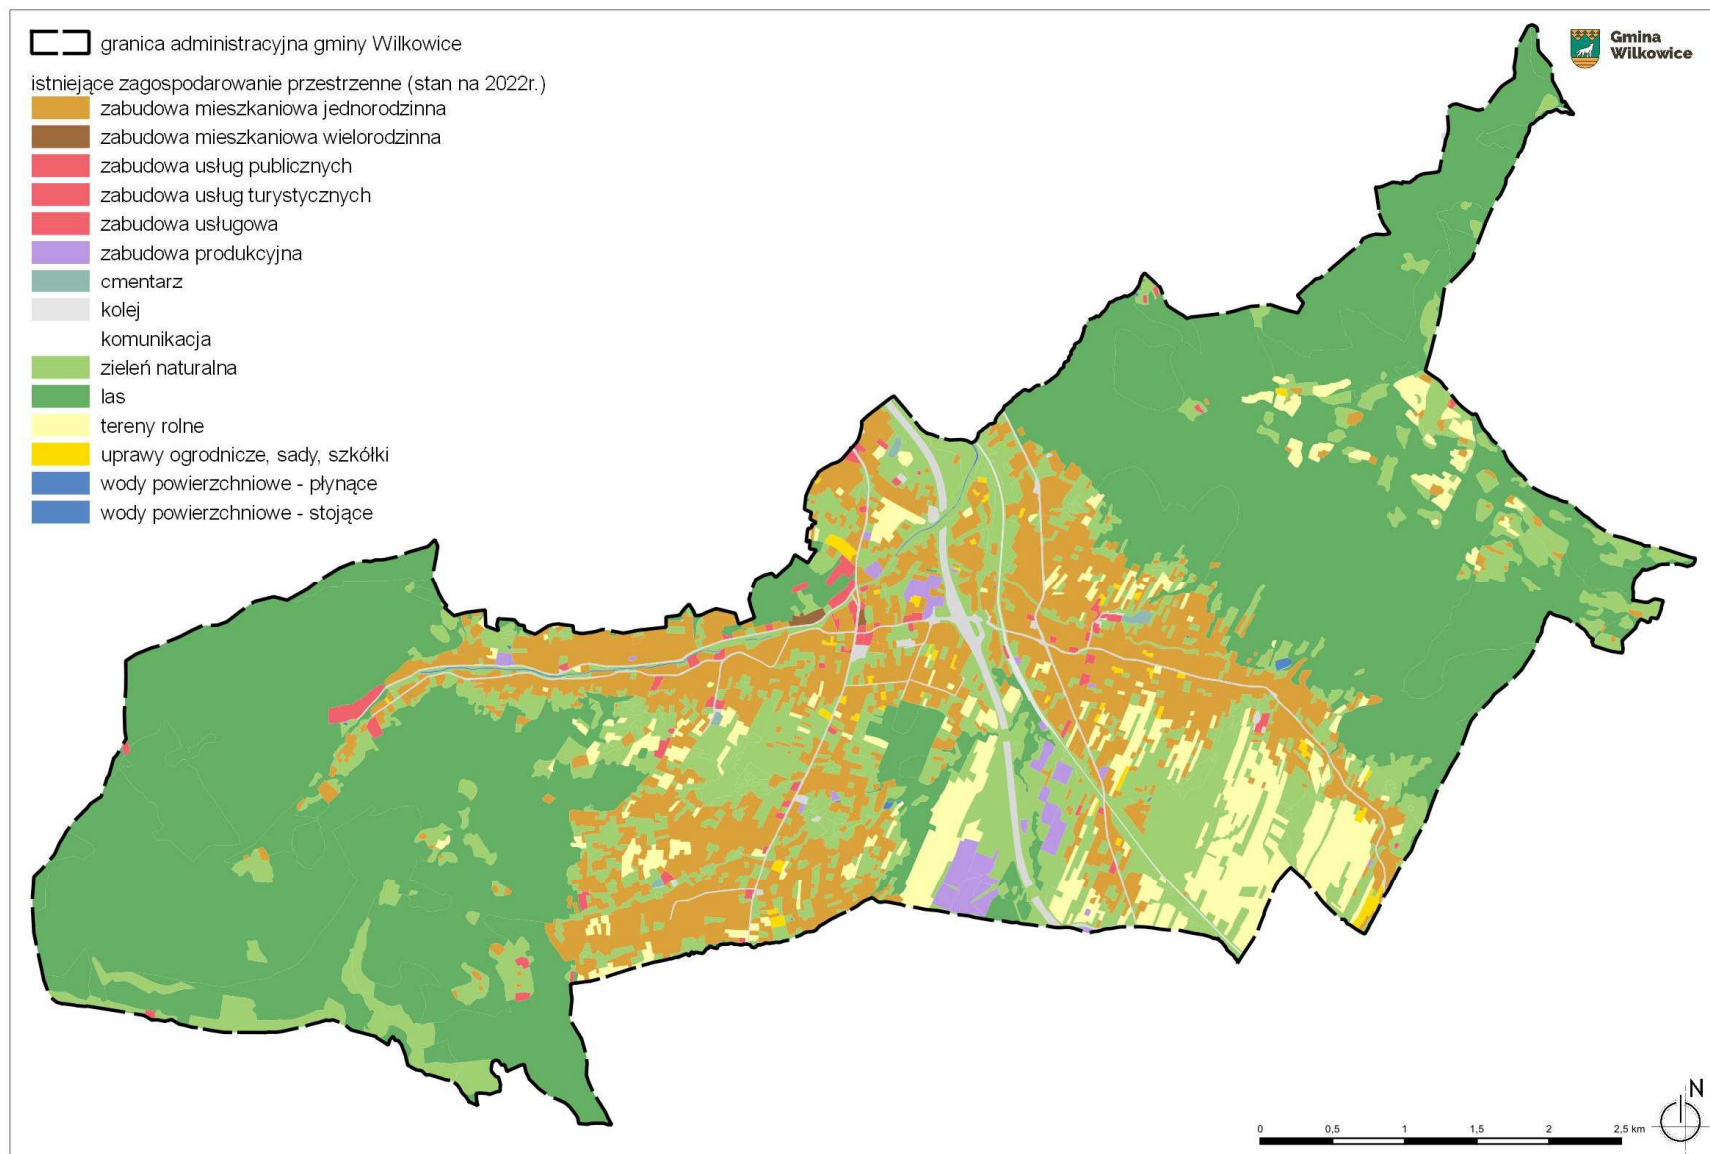 granica administracyjna gminy Wilkowice
istniejące zagospodarowanie przestrzenne (stan na 2022r.)
zabudowa mieszkaniowa jednorodzinna
zabudowa mieszkaniowa wielorodzinna
zabudowa usług publicznych
zabudowa usług turystycznych
zabudowa usługowa
zabudowa produkcyjna
cmentarz
kolej
komunikacja
zieleń naturalna
las
tereny rolne
uprawy ogrodnicze, sady, szkółki
wody powierzchniowe - płynące
wody powierzchniowe - stojące
Gmina
Wilkowice
N
0 0,5 1 1,5 2 2,5 km